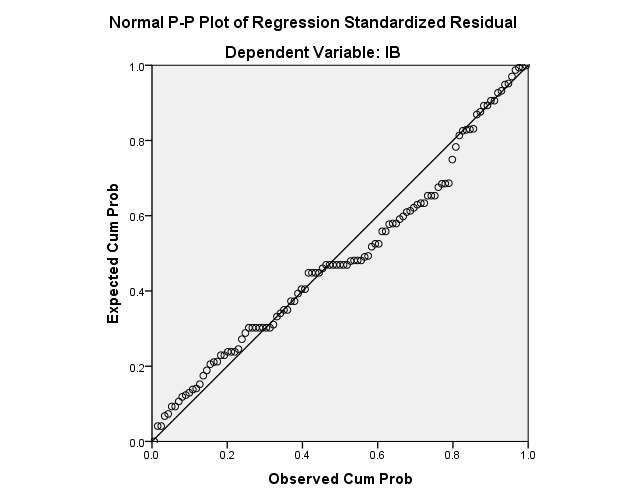 Normal P-P Plot of Regression Standardized Residual
Dependent Variable: IB
1.0
0.8
0.6
0.4
0.2
0.0
Expected Cum Prob
0.0 0.2 0.4 0.6 0.8 1.0
Observed Cum Prob